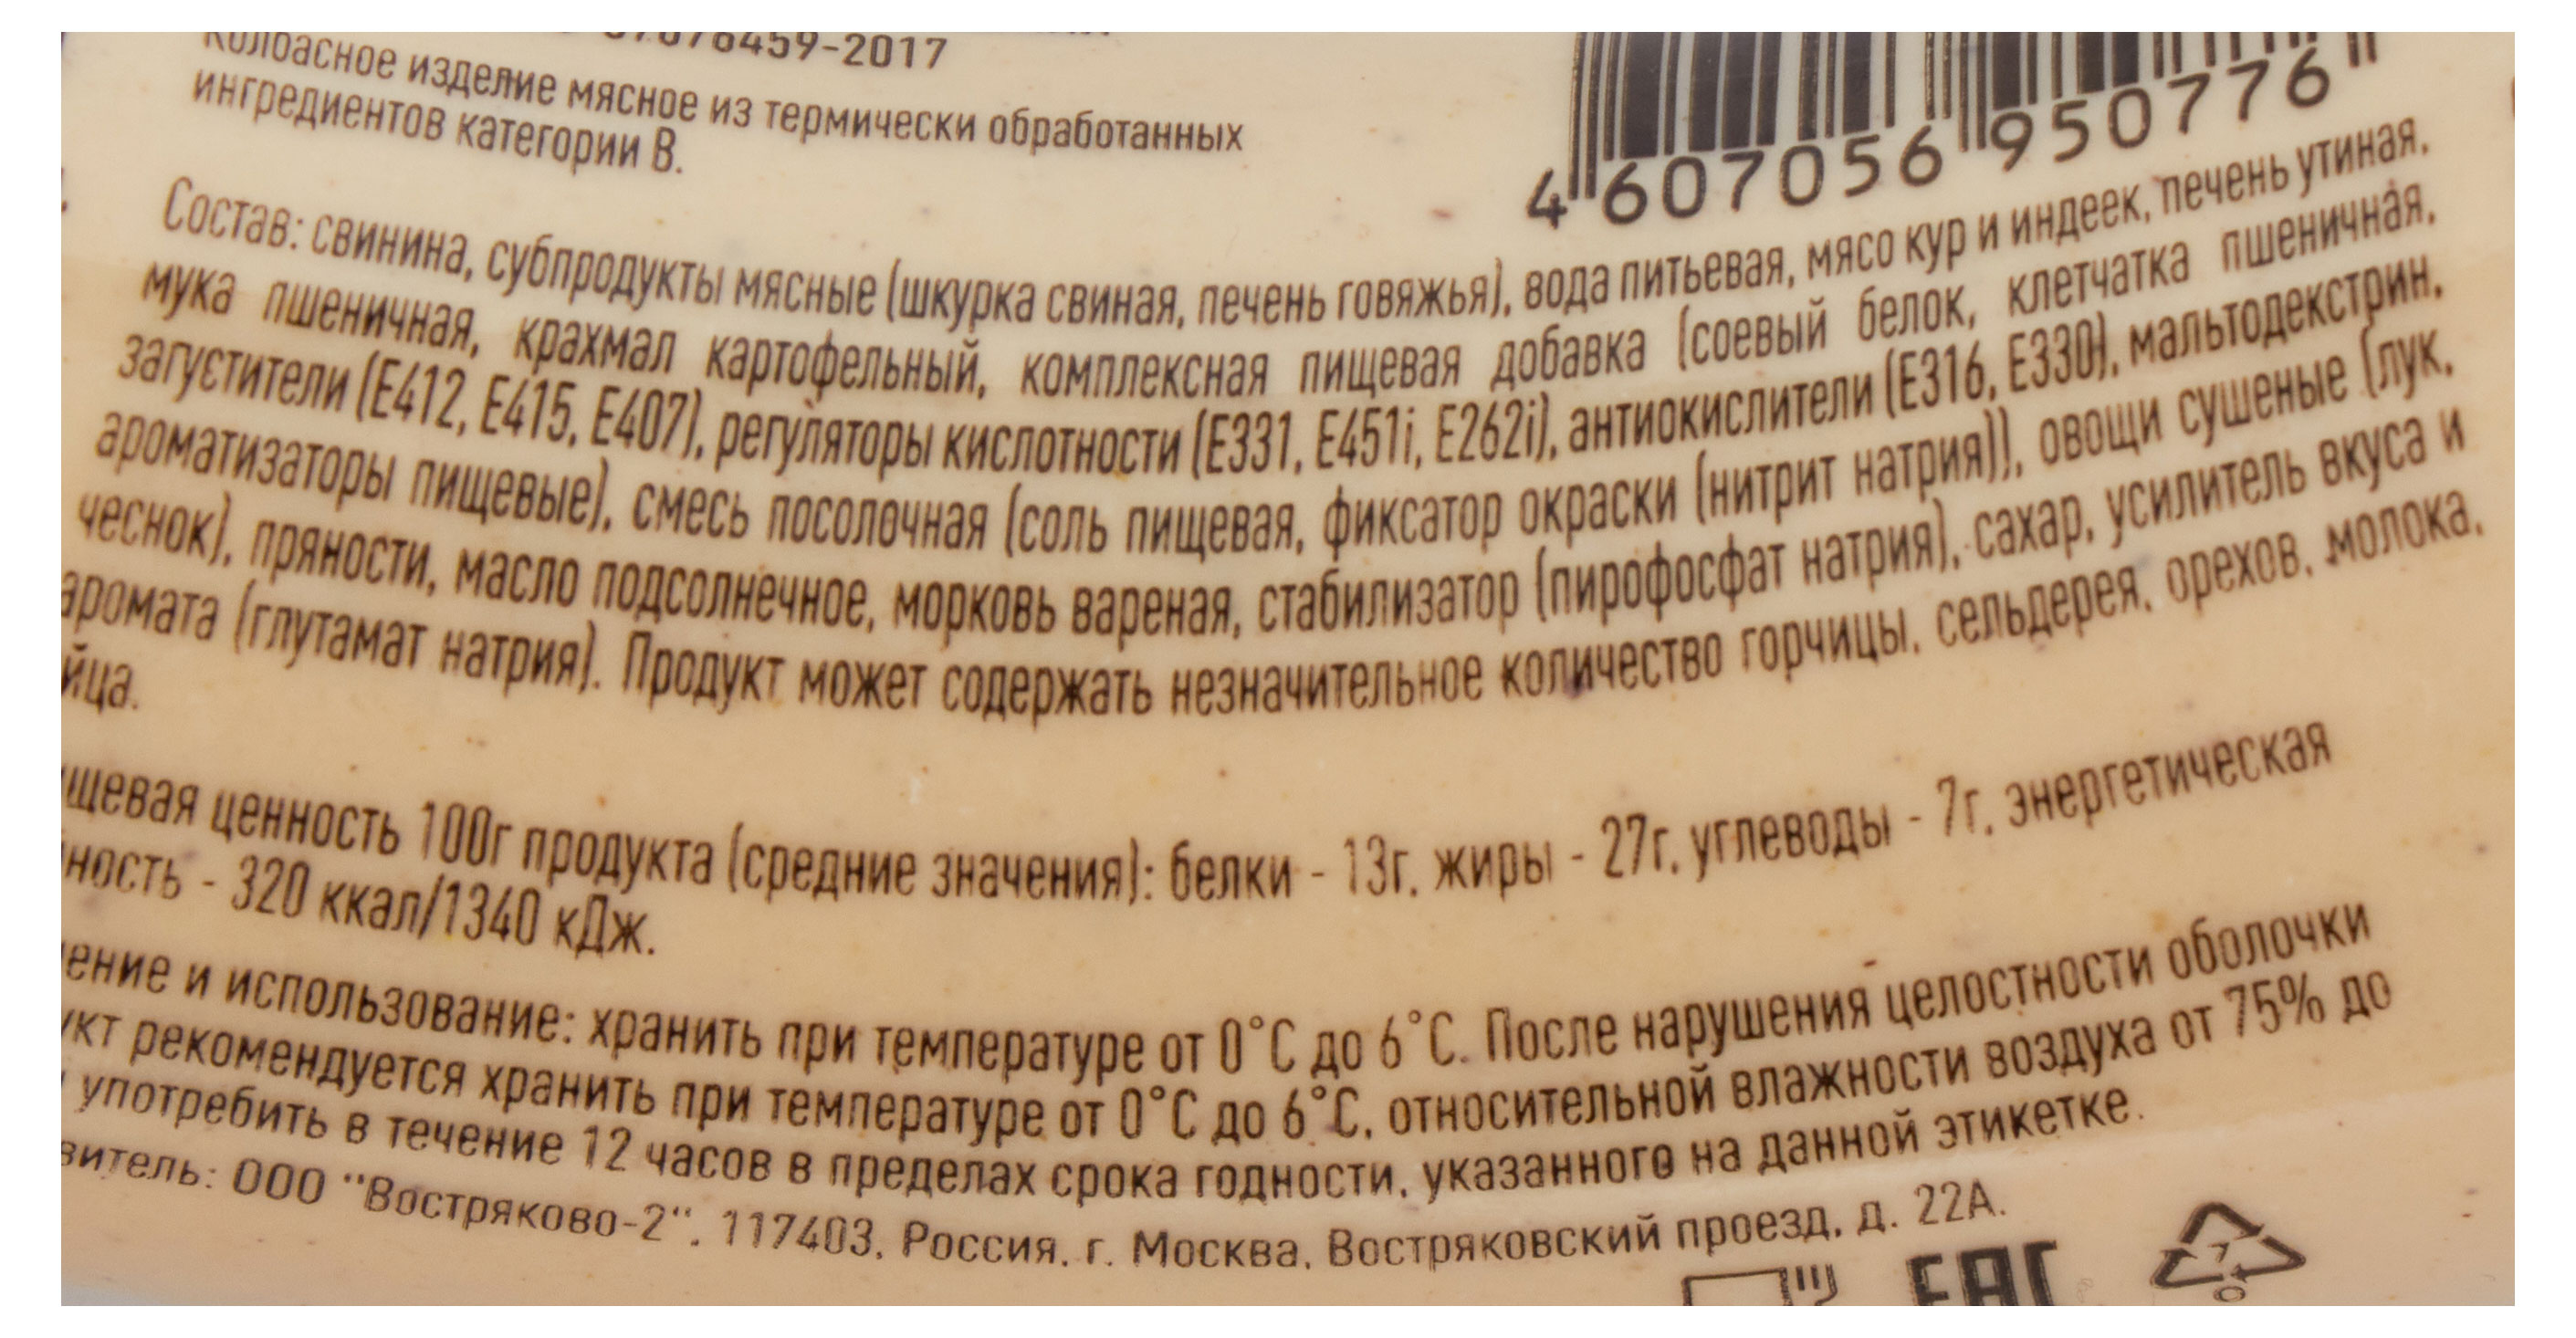 -2017
Колбасное изделие мясное из термически обработанных
ингредиентов категории В.
4 607056 950776
Состав: свинина, субпродукты мясные (шкурка свиная, печень говяжья), вода питьевая, мясо кур и индеек, печень утиная,
мука пшеничная, крахмал картофельный, комплексная пищевая добавка (соевый белок, клетчатка пшеничная,
загустители (Е412, Е415, Е407), регуляторы кислотности (Е331, Е451i, Е262i), антиокислители (Е316, Е330), мальтодекстрин,
ароматизаторы пищевые), смесь посолочная (соль пищевая, фиксатор окраски (нитрит натрия)), овощи сушеные (лук,
чеснок), пряности, масло подсолнечное, морковь вареная, стабилизатор (пирофосфат натрия), сахар, усилитель вкуса и
аромата (глутамат натрия). Продукт может содержать незначительное количество горчицы, сельдерея, орехов, молока,
йца.
щевая ценность 100г продукта (средние значения): белки - 13г, жиры - 27г, углеводы - 7г, энергетическая
ность - 320 ккал/1340 кДж.
ение и использование: хранить при температуре от 0°С до 6°С. После нарушения целостности оболочки
укт рекомендуется хранить при температуре от 0°С до 6°С, относительной влажности воздуха от 75% до
употребить в течение 12 часов в пределах срока годности, указанного на данной этикетке.
витель: ООО "Востряково-2", 117403, Россия, г. Москва, Востряковский проезд, д. 22А.
EAC
7